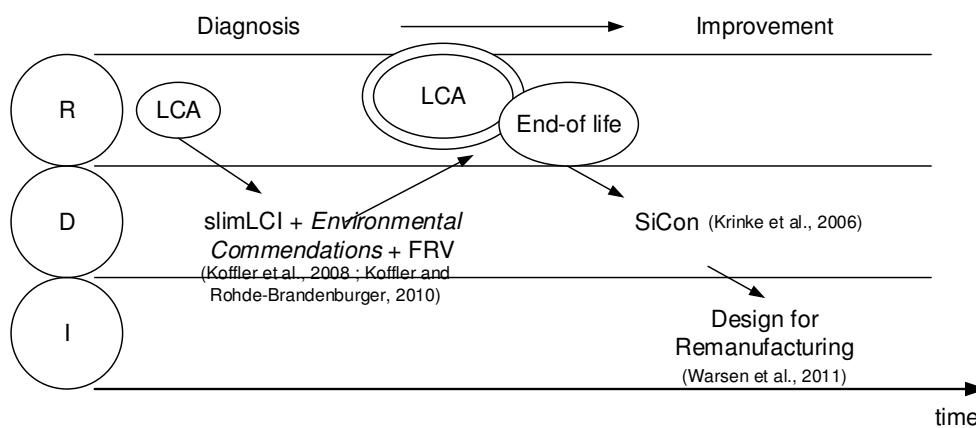 Diagnosis
Improvement
R
LCA
LCA
End-of life
D
slimLCI + Environmental
Commendations + FRV
(Koffler et al., 2008 ; Koffler and
Rohde-Brandenburger, 2010)
SiCon (Krinke et al., 2006)
I
Design for
Remanufacturing
(Warsen et al., 2011)
time